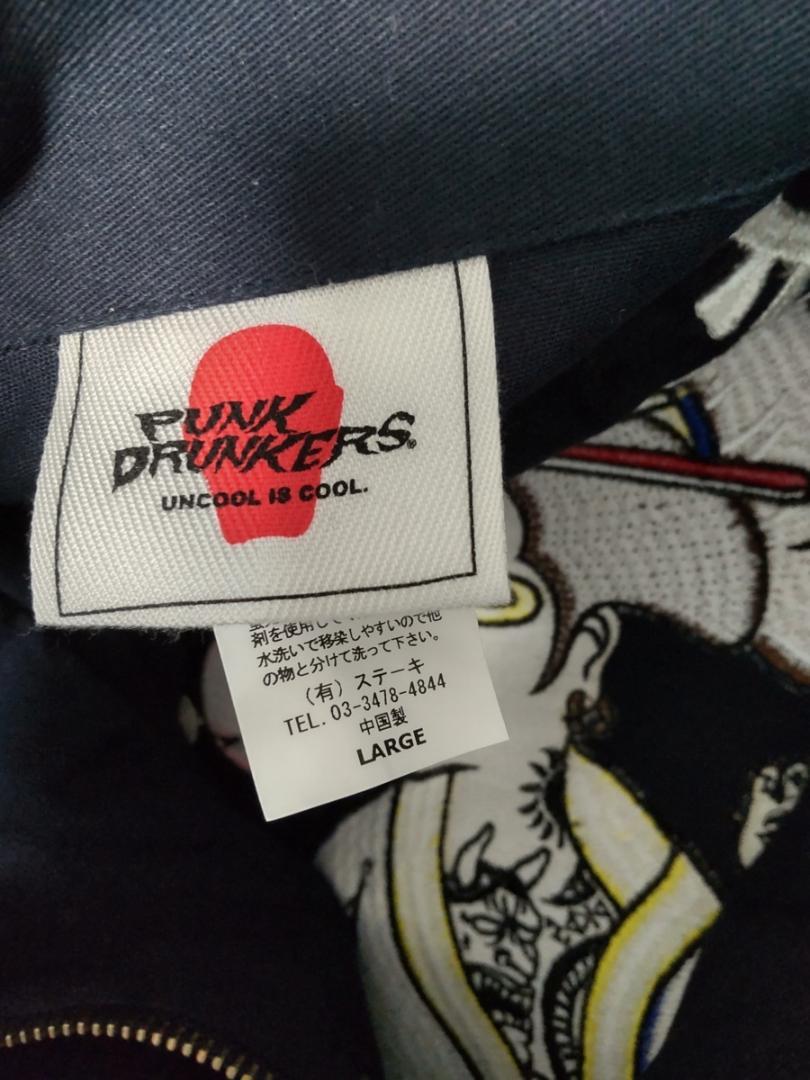 PUNK
DRUNKERS®
UNCOOL IS COOL.
剤を使用して
水洗いで移染しやすいので他
の物と分けて洗って下さい。
（有）ステーキ
TEL. 03-3478-4844
中国製
LARGE